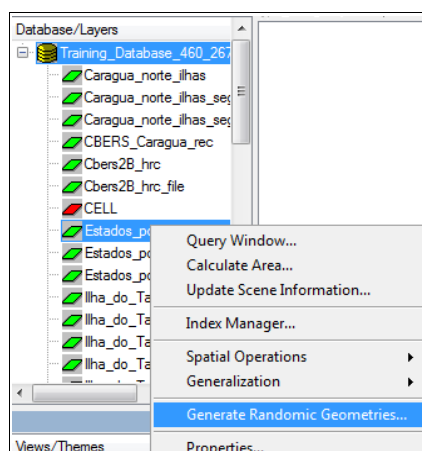 Database/Layers
Training_Database_460_267
Caragua_norte_ilhas
Caragua_norte_ilhas_seg
Caragua_norte_ilhas_seg
CBERS_Caragua_rec
Cbers2B_hrc
Cbers2B_hrc_file
CELL
Estados_po
Estados_po
Estados_po
Ilha_do_Ta
Ilha_do_Ta
Ilha_do_Ta
Ilha_do_Ta
Query Window...
Calculate Area...
Update Scene Information...
Index Manager...
Spatial Operations
Generalization
Generate Randomic Geometries...
Properties...
Views/Themes